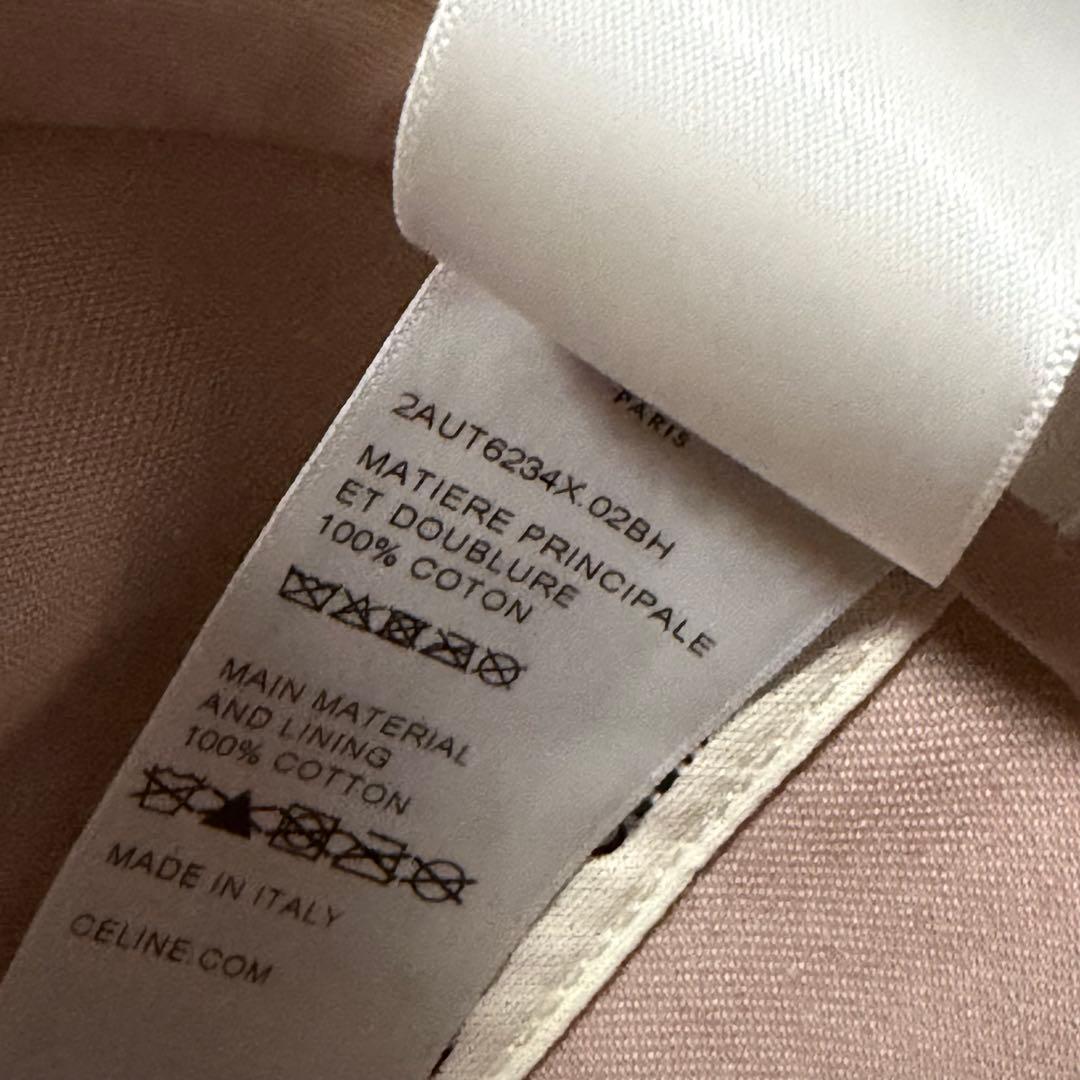 PARIS
2AUT6234X.02BH
MATIERE PRINCIPALE
ET DOUBLURE
100% COTON
MAIN MATERIAL
AND LINING
100% COTTON
MADE IN ITALY
CELINE.COM